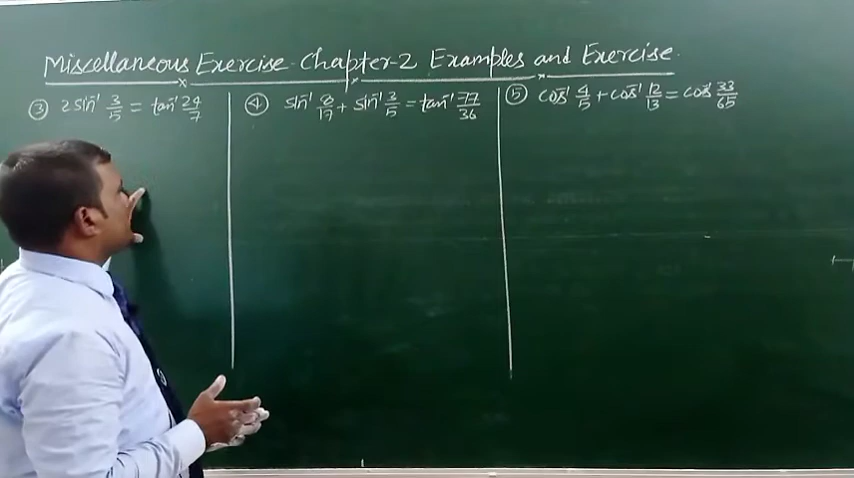 Miscellaneous Exercise Chapter-2 Examples and Exercise.
③ 2 sin⁻¹ 3/5 = tan⁻¹ 24/7
④ sin⁻¹ 8/17 + sin⁻¹ 3/5 = tan⁻¹ 77/36
⑤ cos⁻¹ 4/5 + cos⁻¹ 12/13 = cos⁻¹ 33/65